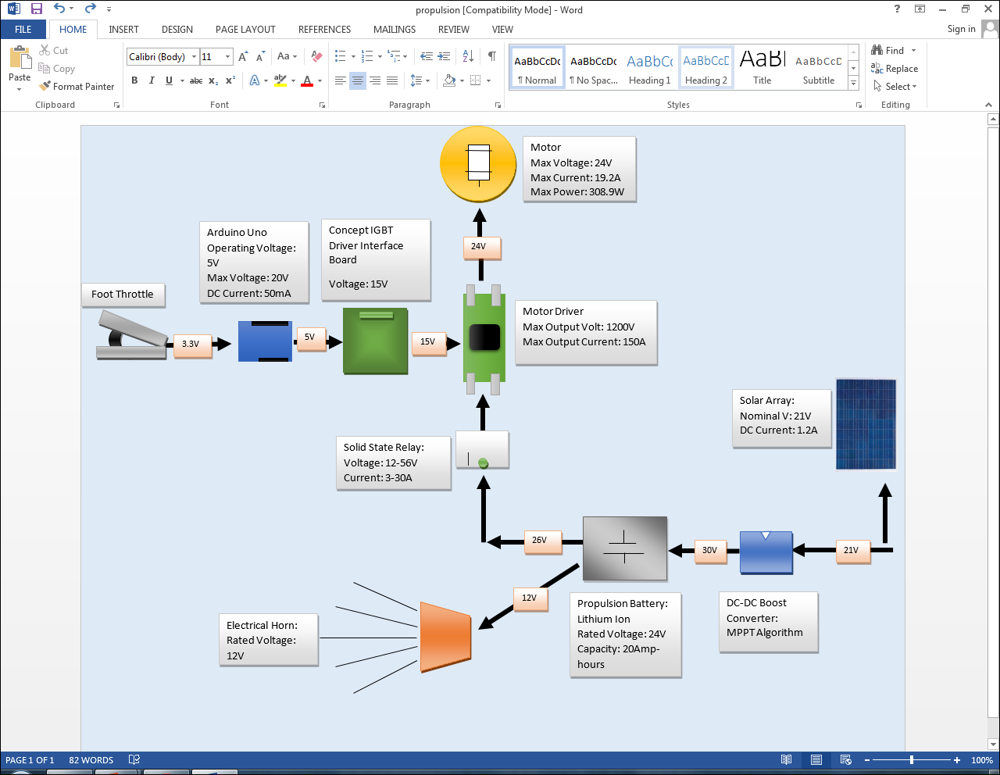 propulsion [Compatibility Mode] - Word
?
FILE
HOME
INSERT
DESIGN
PAGE LAYOUT
REFERENCES
MAILINGS
REVIEW
VIEW
Sign in
Paste
Cut
Copy
Format Painter
Clipboard
Calibri (Body)
11
Aa
B I U abc x₂ x²
A
A
Font
Paragraph
AaBbCcDc
¶ Normal
AaBbCcDc
¶ No Spac...
AaBbCc
Heading 1
AaBbCcD
Heading 2
AaBl
Title
AaBbCcD
Subtitle
Styles
Find
Replace
Select
Editing
Motor
Max Voltage: 24V
Max Current: 19.2A
Max Power: 308.9W
24V
Arduino Uno
Operating Voltage:
5V
Max Voltage: 20V
DC Current: 50mA
Concept IGBT
Driver Interface
Board
Voltage: 15V
Foot Throttle
3.3V
5V
15V
Motor Driver
Max Output Volt: 1200V
Max Output Current: 150A
Solar Array:
Nominal V: 21V
DC Current: 1.2A
Solid State Relay:
Voltage: 12-56V
Current: 3-30A
26V
30V
21V
12V
Electrical Horn:
Rated Voltage:
12V
Propulsion Battery:
Lithium Ion
Rated Voltage: 24V
Capacity: 20Amp-
hours
DC-DC Boost
Converter:
MPPT Algorithm
PAGE 1 OF 1
82 WORDS
100%